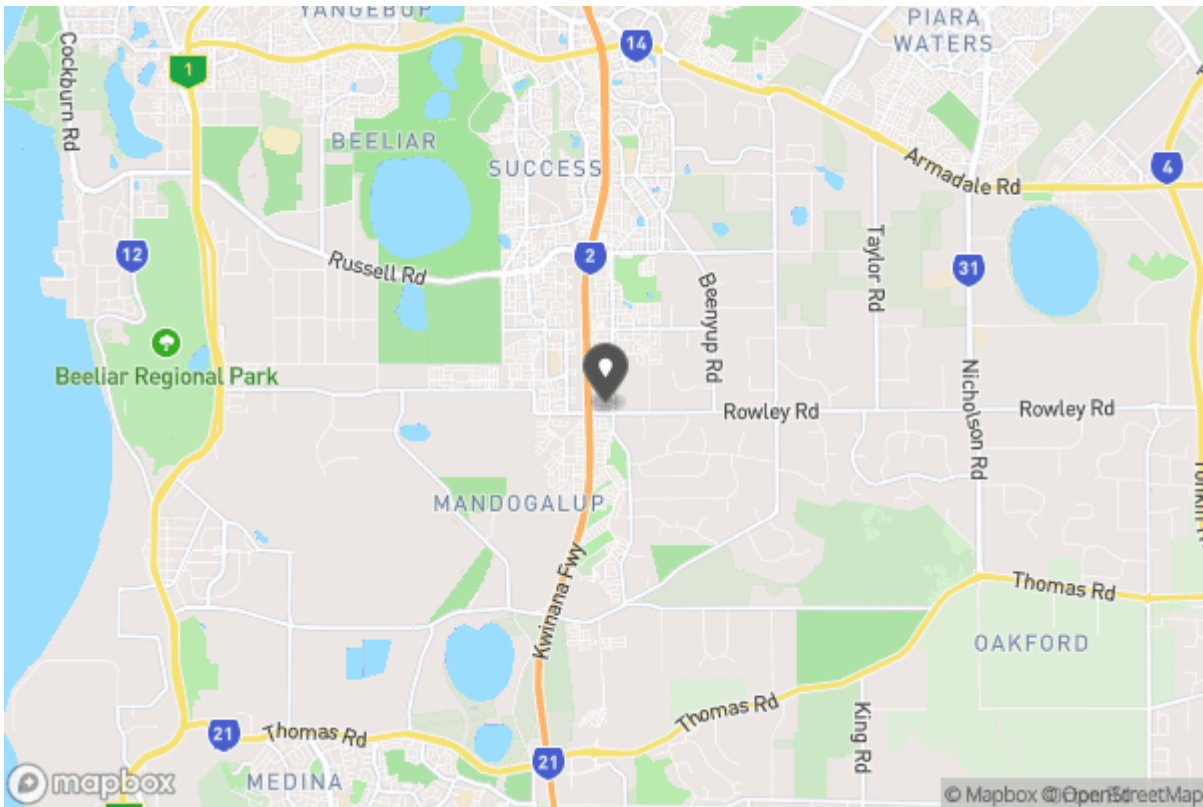 YANGEBUP
PIARA
WATERS
Cockburn Rd
14
1
BEELIAR
SUCCESS
Armadale Rd
4
12
2
Russell Rd
Beenyup Rd
Taylor Rd
31
Beeliar Regional Park
Nicholson Rd
Rowley Rd
Rowley Rd
MANDOGALUP
Kwinana Fwy
Thomas Rd
OAKFORD
Thomas Rd
King Rd
21
Thomas Rd
21
MEDINA
mapbox
© Mapbox © OpenStreetMap